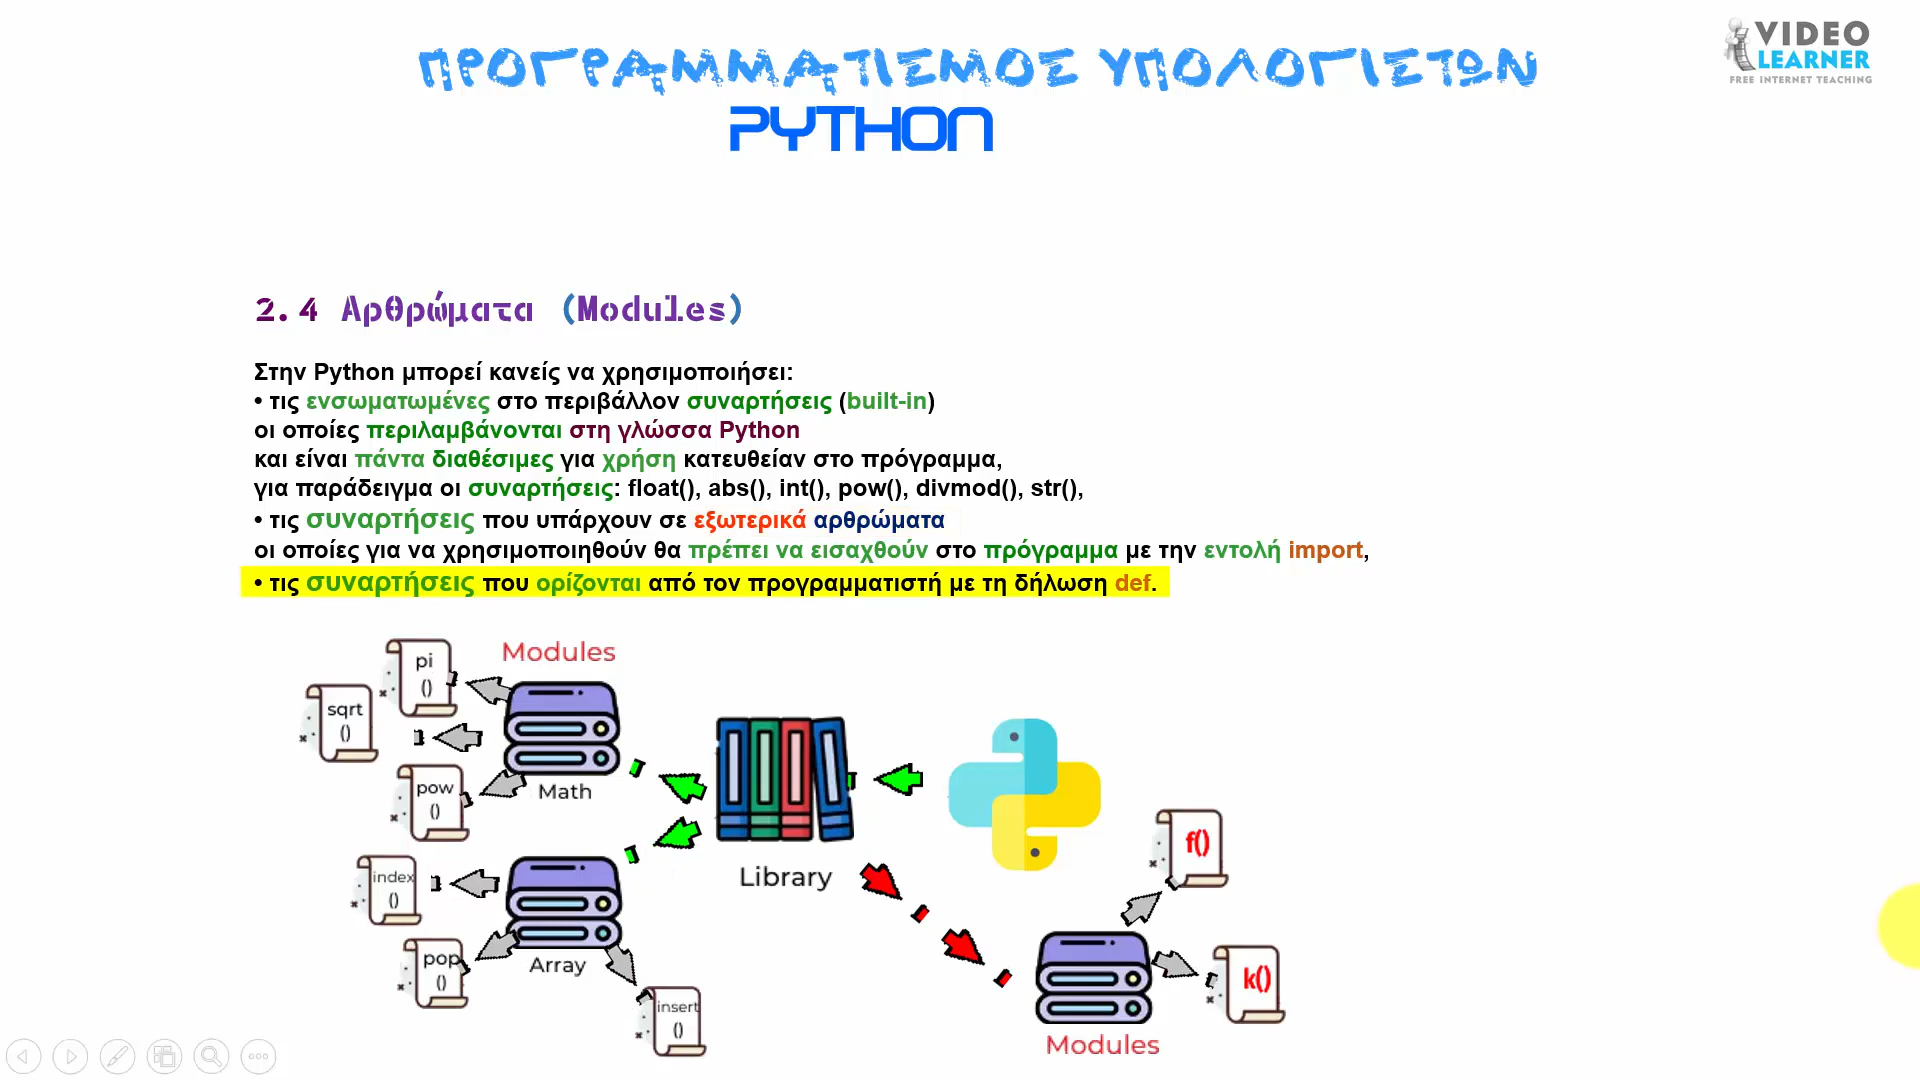 ΠΡΟΓΡΑΜΜΑΤΙΣΜΟΣ ΥΠΟΛΟΓΙΣΤΩΝ
PYTHON
VIDEO
LEARNER
FREE INTERNET TEACHING
2.4 Αρθρώματα (Modules)
Στην Python μπορεί κανείς να χρησιμοποιήσει:
• τις ενσωματωμένες στο περιβάλλον συναρτήσεις (built-in)
οι οποίες περιλαμβάνονται στη γλώσσα Python
και είναι πάντα διαθέσιμες για χρήση κατευθείαν στο πρόγραμμα,
για παράδειγμα οι συναρτήσεις: float(), abs(), int(), pow(), divmod(), str(),
• τις συναρτήσεις που υπάρχουν σε εξωτερικά αρθρώματα
οι οποίες για να χρησιμοποιηθούν θα πρέπει να εισαχθούν στο πρόγραμμα με την εντολή import,
• τις συναρτήσεις που ορίζονται από τον προγραμματιστή με τη δήλωση def.
Modules
pi
()
sqrt
()
pow
()
Math
index
()
pop
()
Array
insert
()
Library
f()
k()
Modules